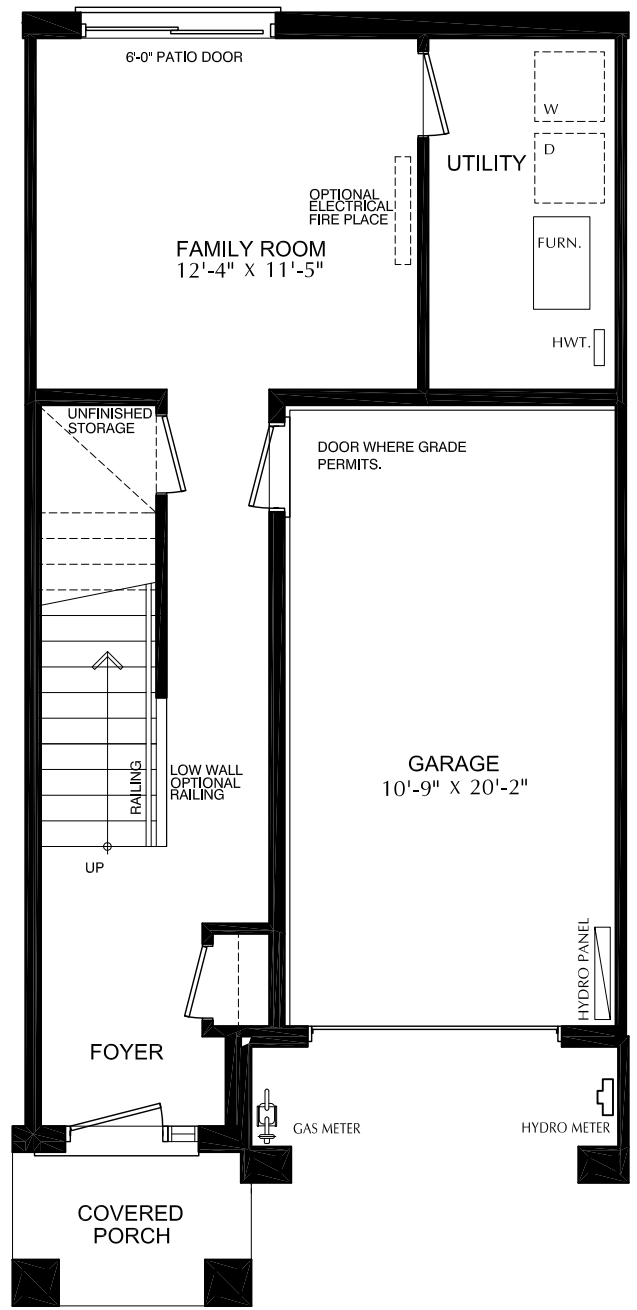 6'-0" PATIO DOOR
W
D
UTILITY
OPTIONAL
ELECTRICAL
FIRE PLACE
FURN.
FAMILY ROOM
12'-4" X 11'-5"
HWT.
UNFINISHED
STORAGE
DOOR WHERE GRADE
PERMITS.
GARAGE
10'-9" X 20'-2"
RAILING
LOW WALL
OPTIONAL
RAILING
UP
HYDRO PANEL
FOYER
GAS METER
HYDRO METER
COVERED
PORCH